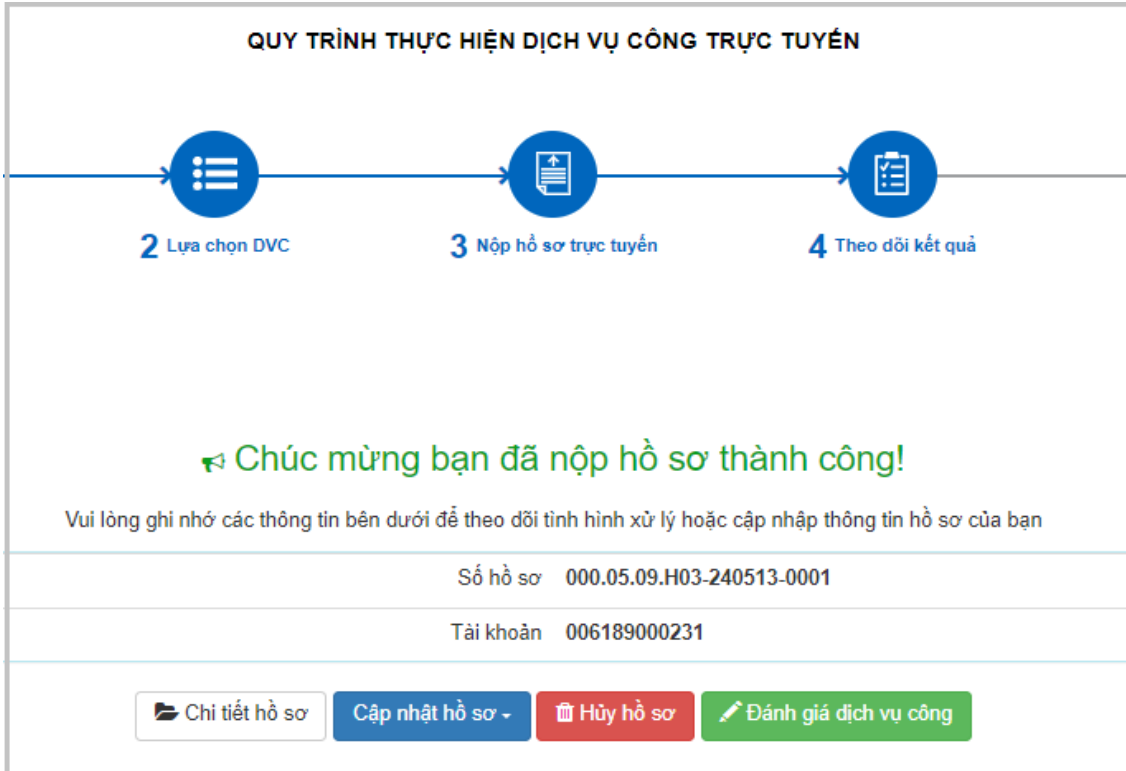 QUY TRÌNH THỰC HIỆN DỊCH VỤ CÔNG TRỰC TUYẾN
2 Lựa chọn DVC
3 Nộp hồ sơ trực tuyến
4 Theo dõi kết quả
Chúc mừng bạn đã nộp hồ sơ thành công!
Vui lòng ghi nhớ các thông tin bên dưới để theo dõi tình hình xử lý hoặc cập nhập thông tin hồ sơ của bạn
Số hồ sơ 000.05.09.H03-240513-0001
Tài khoản 006189000231
Chi tiết hồ sơ Cập nhật hồ sơ Hủy hồ sơ Đánh giá dịch vụ công